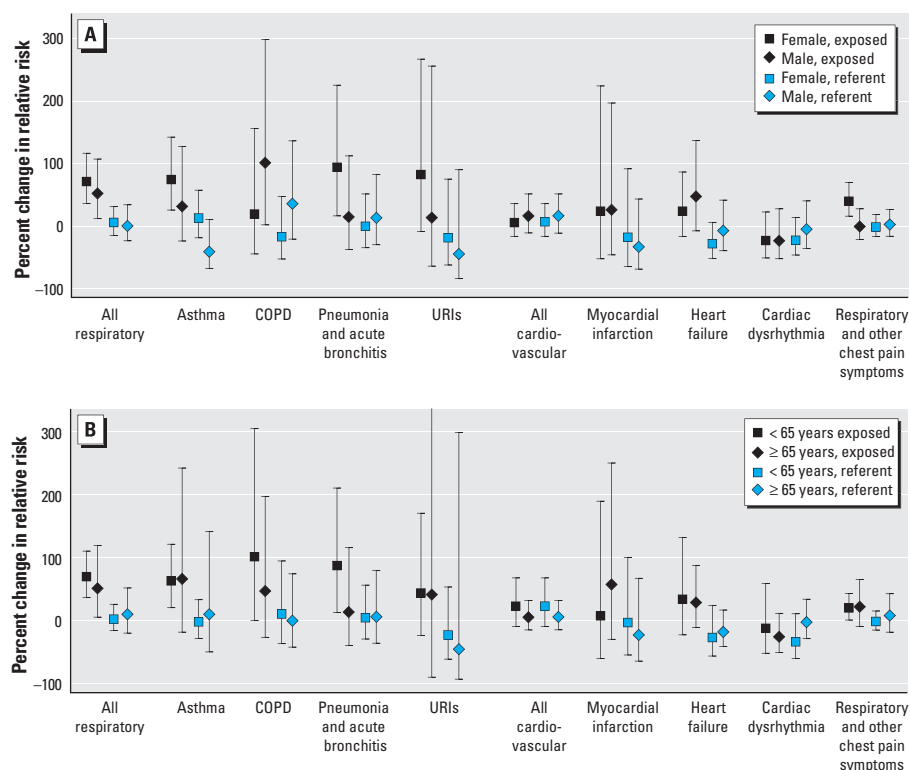 A
Percent change in relative risk
300
200
100
0
−100
Female, exposed
Male, exposed
Female, referent
Male, referent
All
respiratory
Asthma
COPD
Pneumonia
and acute
bronchitis
URIs
All
cardio-
vascular
Myocardial
infarction
Heart
failure
Cardiac
dysrhythmia
Respiratory
and other
chest pain
symptoms
B
Percent change in relative risk
300
200
100
0
−100
< 65 years exposed
≥ 65 years, exposed
< 65 years, referent
≥ 65 years, referent
All
respiratory
Asthma
COPD
Pneumonia
and acute
bronchitis
URIs
All
cardio-
vascular
Myocardial
infarction
Heart
failure
Cardiac
dysrhythmia
Respiratory
and other
chest pain
symptoms